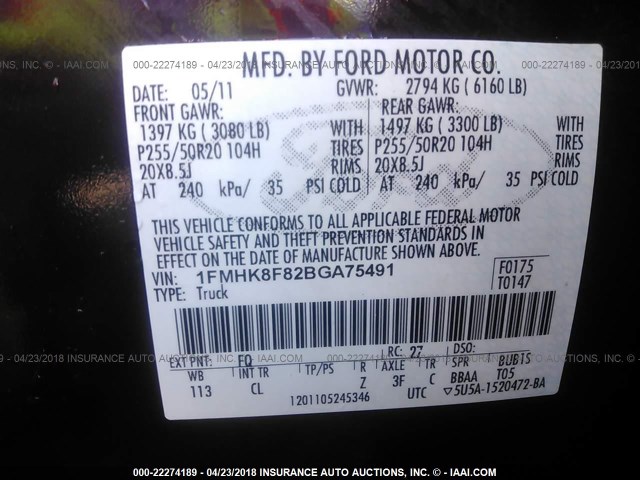 000-22274189 - 04/23/2018 INSURANCE AUTO AUCTIONS, INC. - © IAAI.COM
MFD. BY FORD MOTOR CO.
DATE: 05/11 GVWR: 2794 KG ( 6160 LB)
FRONT GAWR: REAR GAWR:
1397 KG ( 3080 LB) WITH 1497 KG ( 3300 LB) WITH
P255/50R20 104H TIRES P255/50R20 104H TIRES
20X8.5J RIMS 20X8.5J RIMS
AT 240 kPa/ 35 PSI COLD AT 240 kPa/ 35 PSI COLD
Ford
THIS VEHICLE CONFORMS TO ALL APPLICABLE FEDERAL MOTOR
VEHICLE SAFETY AND THEFT PREVENTION STANDARDS IN
EFFECT ON THE DATE OF MANUFACTURE SHOWN ABOVE.
VIN: 1FMHK8F82BGA75491 F0175
TYPE: Truck T0147
EXT PNT: FQ RC: 27 DSO:
WB INT TR TP/PS R AXLE TR SPR 8UB1S
113 CL Z 3F C BBAA T05
1201105245346 UTC ▽5U5A-1520472-BA
000-22274189 - 04/23/2018 INSURANCE AUTO AUCTIONS, INC. - © IAAI.COM